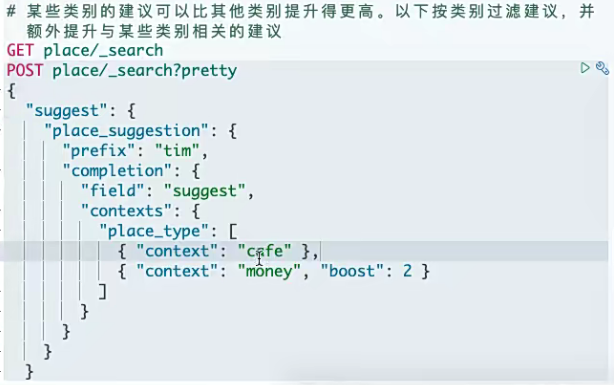 # 某些类别的建议可以比其他类别提升得更高。以下按类别过滤建议，并
额外提升与某些类别相关的建议
GET place/_search
POST place/_search?pretty
{
  "suggest": {
    "place_suggestion": {
      "prefix": "tim",
      "completion": {
        "field": "suggest",
        "contexts": {
          "place_type": [
            { "context": "cafe" },
            { "context": "money", "boost": 2 }
          ]
        }
      }
    }
  }